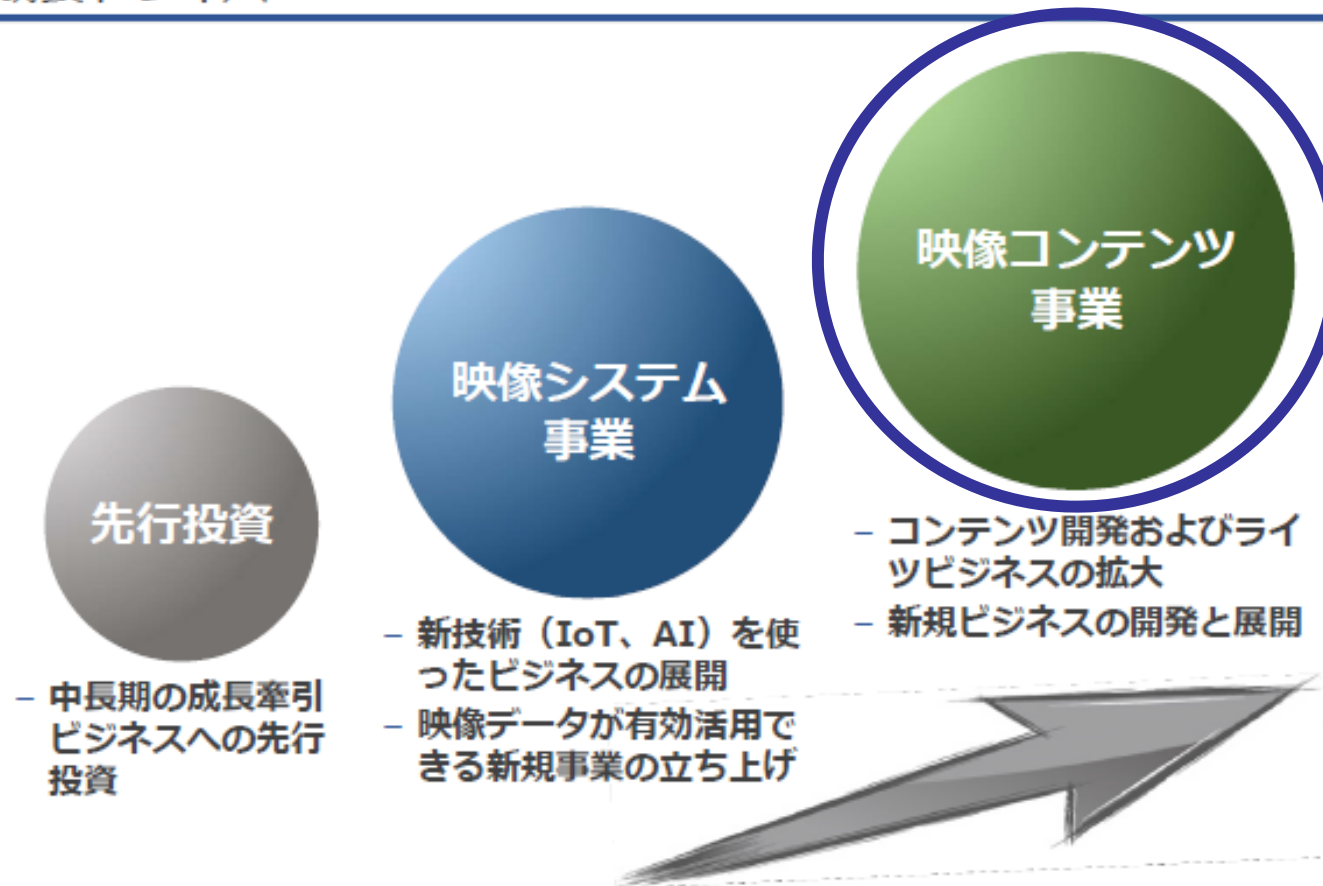 先行投資
– 中長期の成長牽引
ビジネスへの先行
投資
映像システム
事業
– 新技術（IoT、AI）を使
ったビジネスの展開
– 映像データが有効活用で
きる新規事業の立ち上げ
映像コンテンツ
事業
– コンテンツ開発およびライ
ツビジネスの拡大
– 新規ビジネスの開発と展開